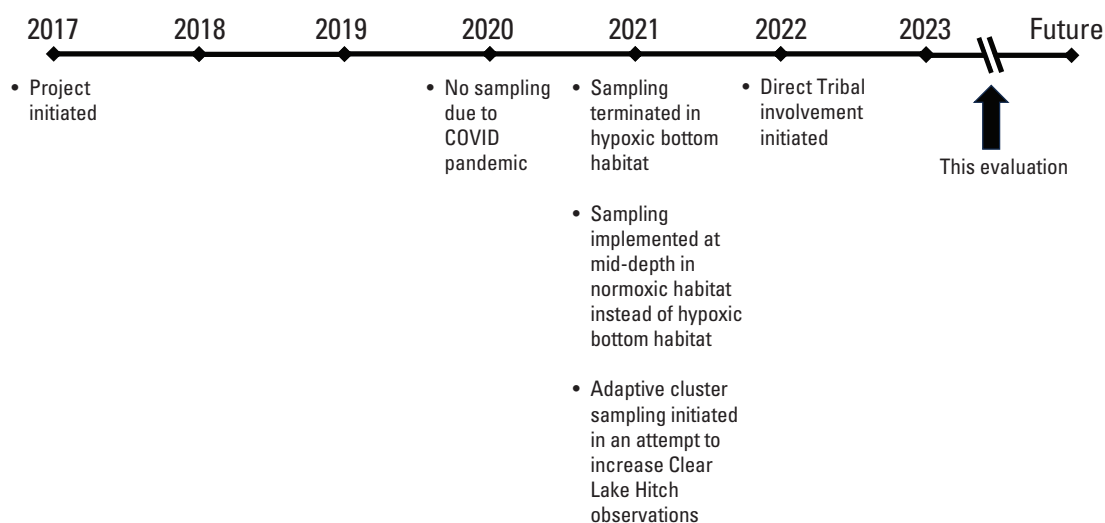 2017 2018 2019 2020 2021 2022 2023 Future
• Project
initiated
• No sampling
due to
COVID
pandemic
• Sampling
terminated in
hypoxic bottom
habitat
• Sampling
implemented at
mid-depth in
normoxic habitat
instead of hypoxic
bottom habitat
• Adaptive cluster
sampling initiated
in an attempt to
increase Clear
Lake Hitch
observations
• Direct Tribal
involvement
initiated
This evaluation